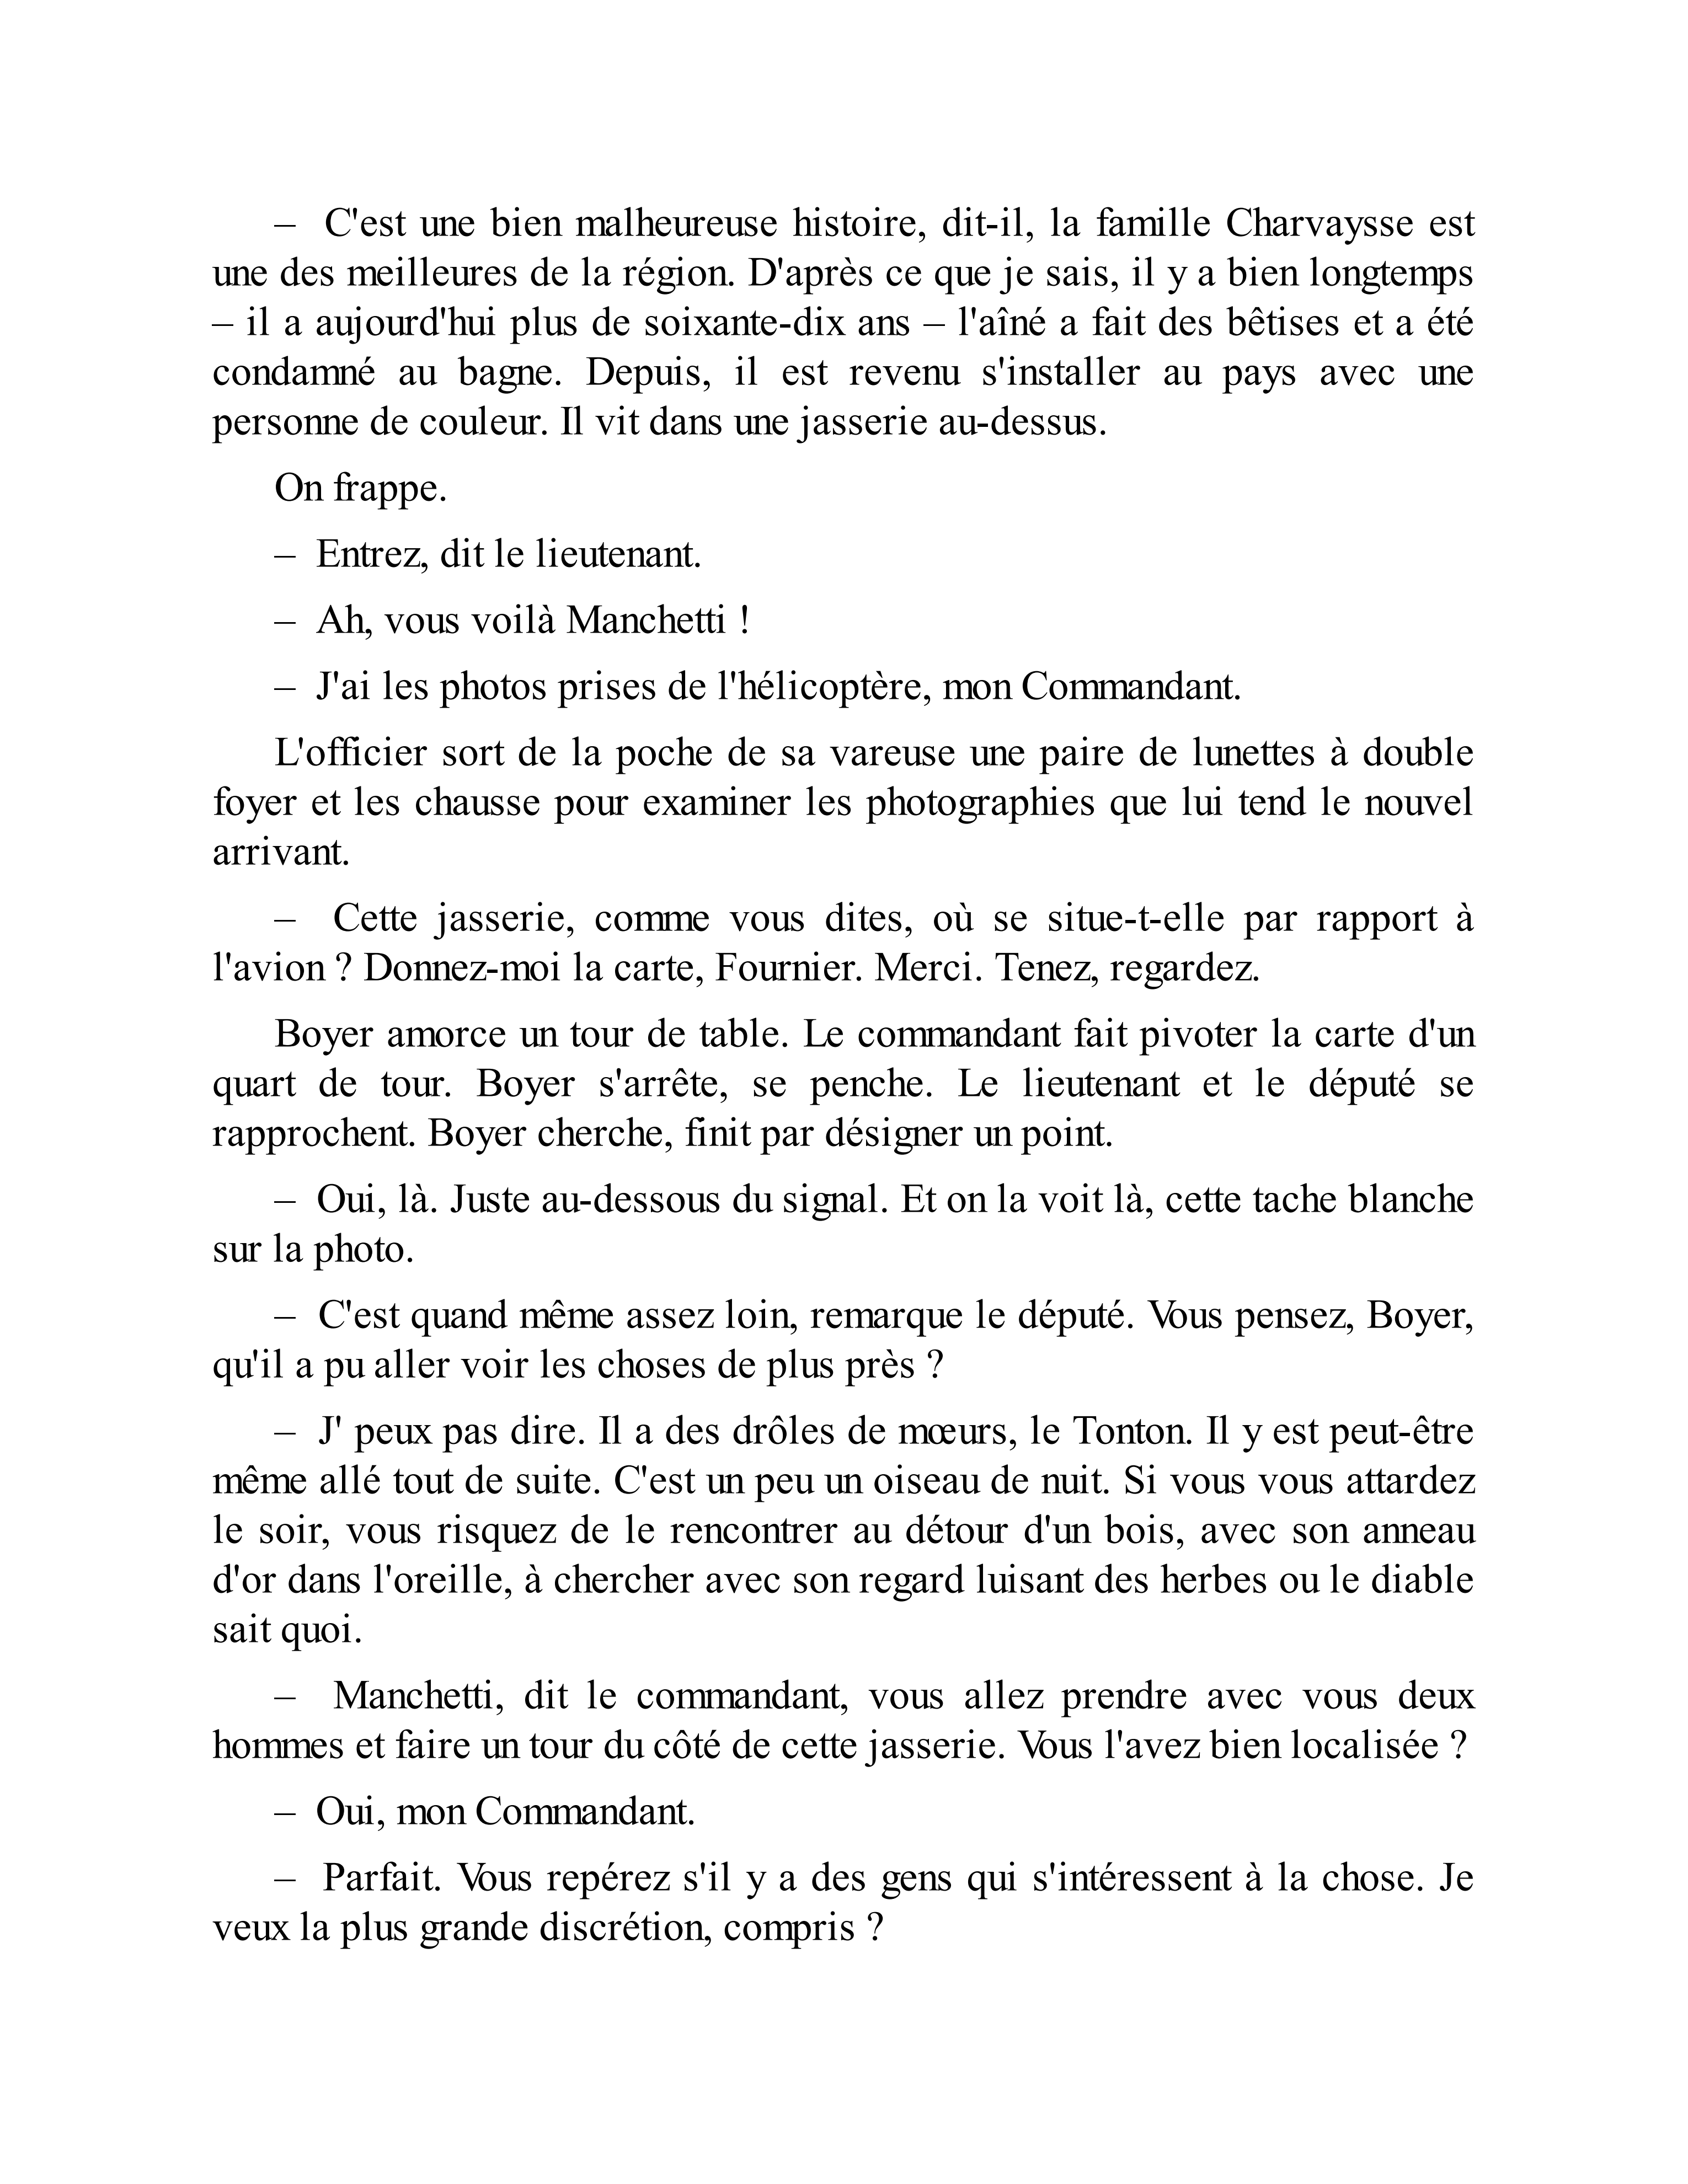 – C'est une bien malheureuse histoire, dit-il, la famille Charvaysse est
une des meilleures de la région. D'après ce que je sais, il y a bien longtemps
– il a aujourd'hui plus de soixante-dix ans – l'aîné a fait des bêtises et a été
condamné au bagne. Depuis, il est revenu s'installer au pays avec une
personne de couleur. Il vit dans une jasserie au-dessus.
On frappe.
– Entrez, dit le lieutenant.
– Ah, vous voilà Manchetti !
– J'ai les photos prises de l'hélicoptère, mon Commandant.
L'officier sort de la poche de sa vareuse une paire de lunettes à double
foyer et les chausse pour examiner les photographies que lui tend le nouvel
arrivant.
– Cette jasserie, comme vous dites, où se situe-t-elle par rapport à
l'avion ? Donnez-moi la carte, Fournier. Merci. Tenez, regardez.
Boyer amorce un tour de table. Le commandant fait pivoter la carte d'un
quart de tour. Boyer s'arrête, se penche. Le lieutenant et le député se
rapprochent. Boyer cherche, finit par désigner un point.
– Oui, là. Juste au-dessous du signal. Et on la voit là, cette tache blanche
sur la photo.
– C'est quand même assez loin, remarque le député. Vous pensez, Boyer,
qu'il a pu aller voir les choses de plus près ?
– J' peux pas dire. Il a des drôles de mœurs, le Tonton. Il y est peut-être
même allé tout de suite. C'est un peu un oiseau de nuit. Si vous vous attardez
le soir, vous risquez de le rencontrer au détour d'un bois, avec son anneau
d'or dans l'oreille, à chercher avec son regard luisant des herbes ou le diable
sait quoi.
– Manchetti, dit le commandant, vous allez prendre avec vous deux
hommes et faire un tour du côté de cette jasserie. Vous l'avez bien localisée ?
– Oui, mon Commandant.
– Parfait. Vous repérez s'il y a des gens qui s'intéressent à la chose. Je
veux la plus grande discrétion, compris ?